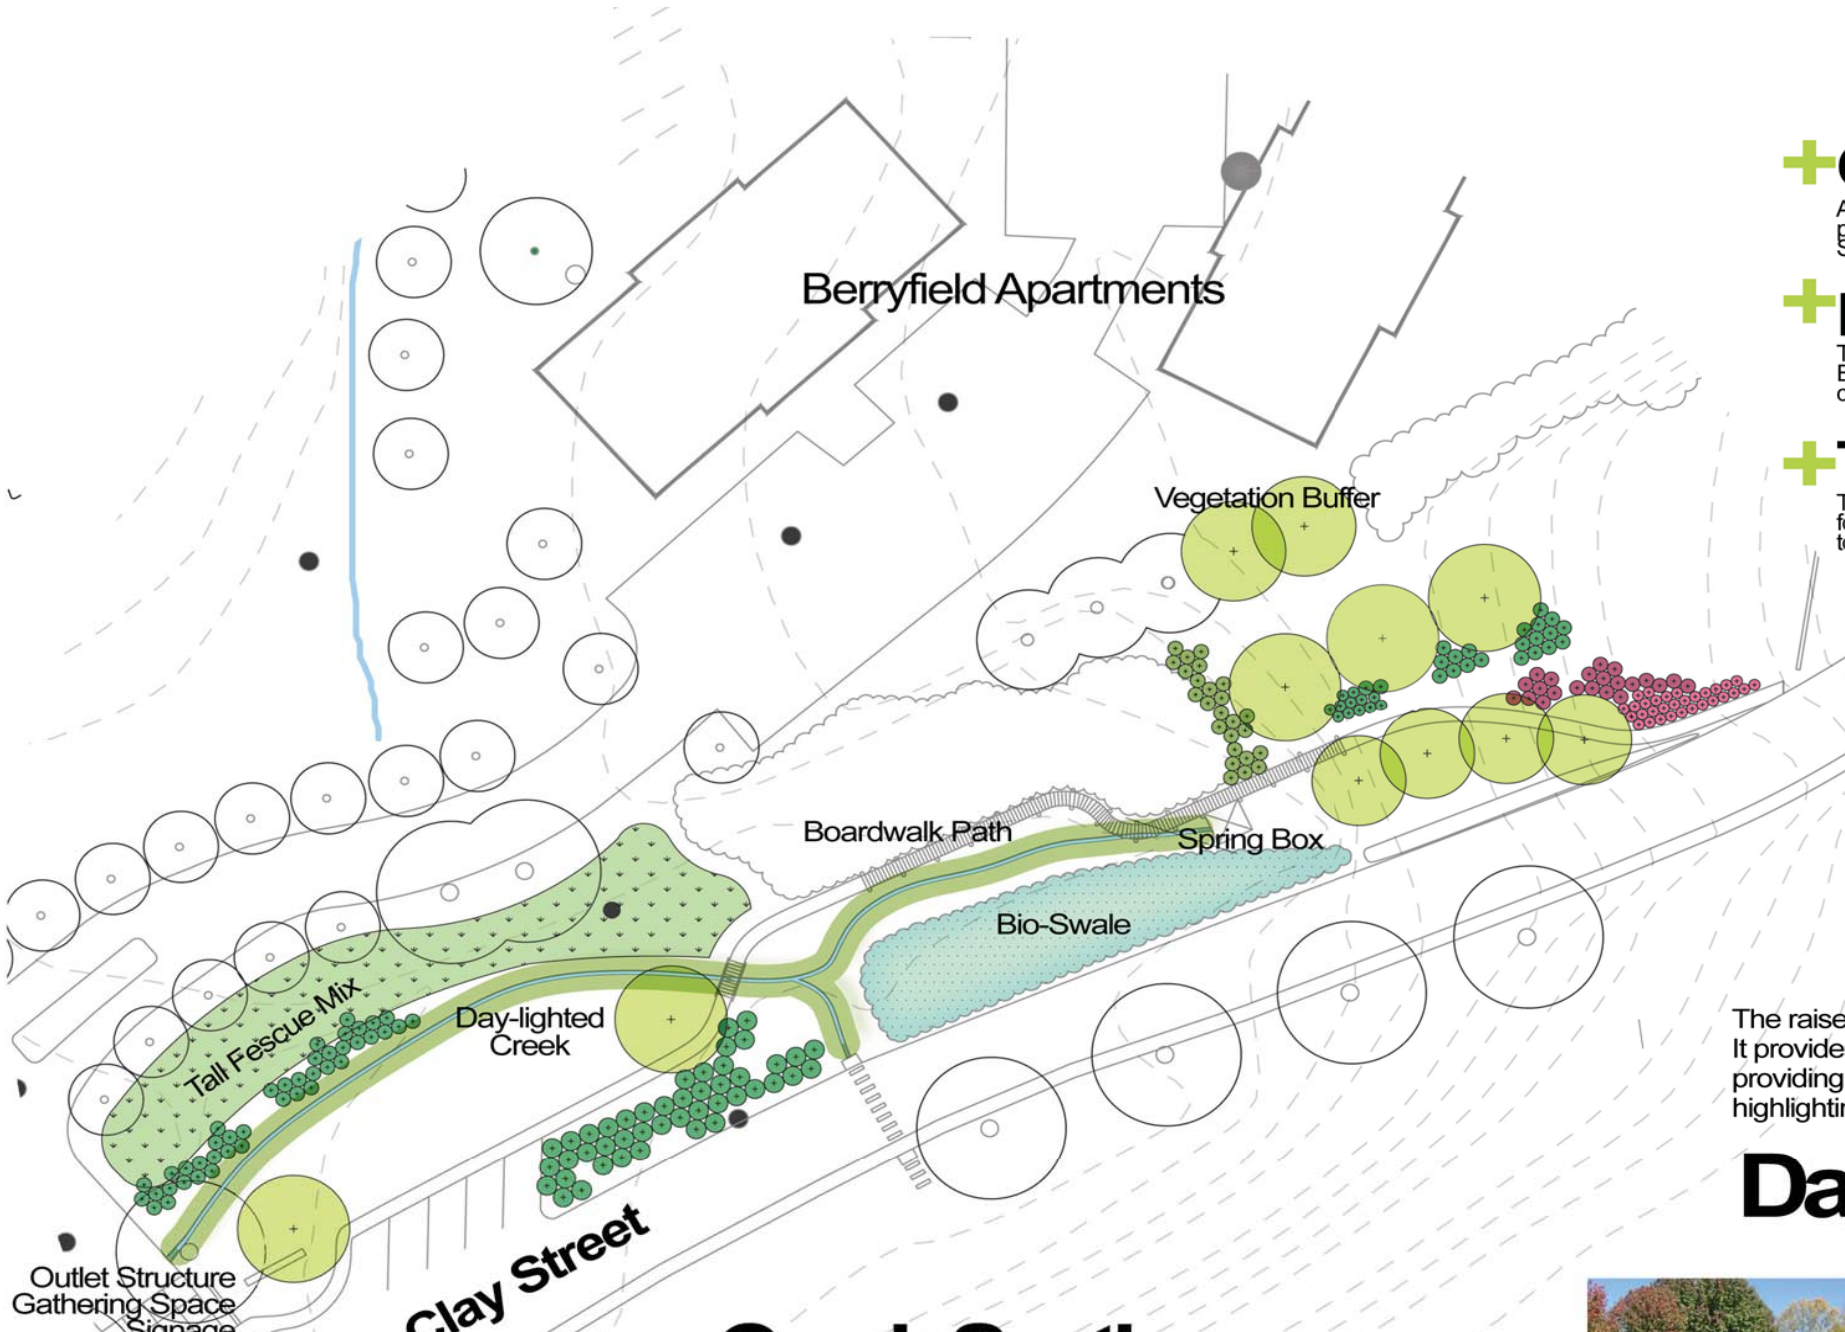 Berryfield Apartments
Vegetation Buffer
Boardwalk Path
Spring Box
Bio-Swale
Tall Fescue Mix
Day-lighted
Creek
The raise
It provide
providing
highlightin
Da
Clay Street
Outlet Structure
Gathering Space
Signage